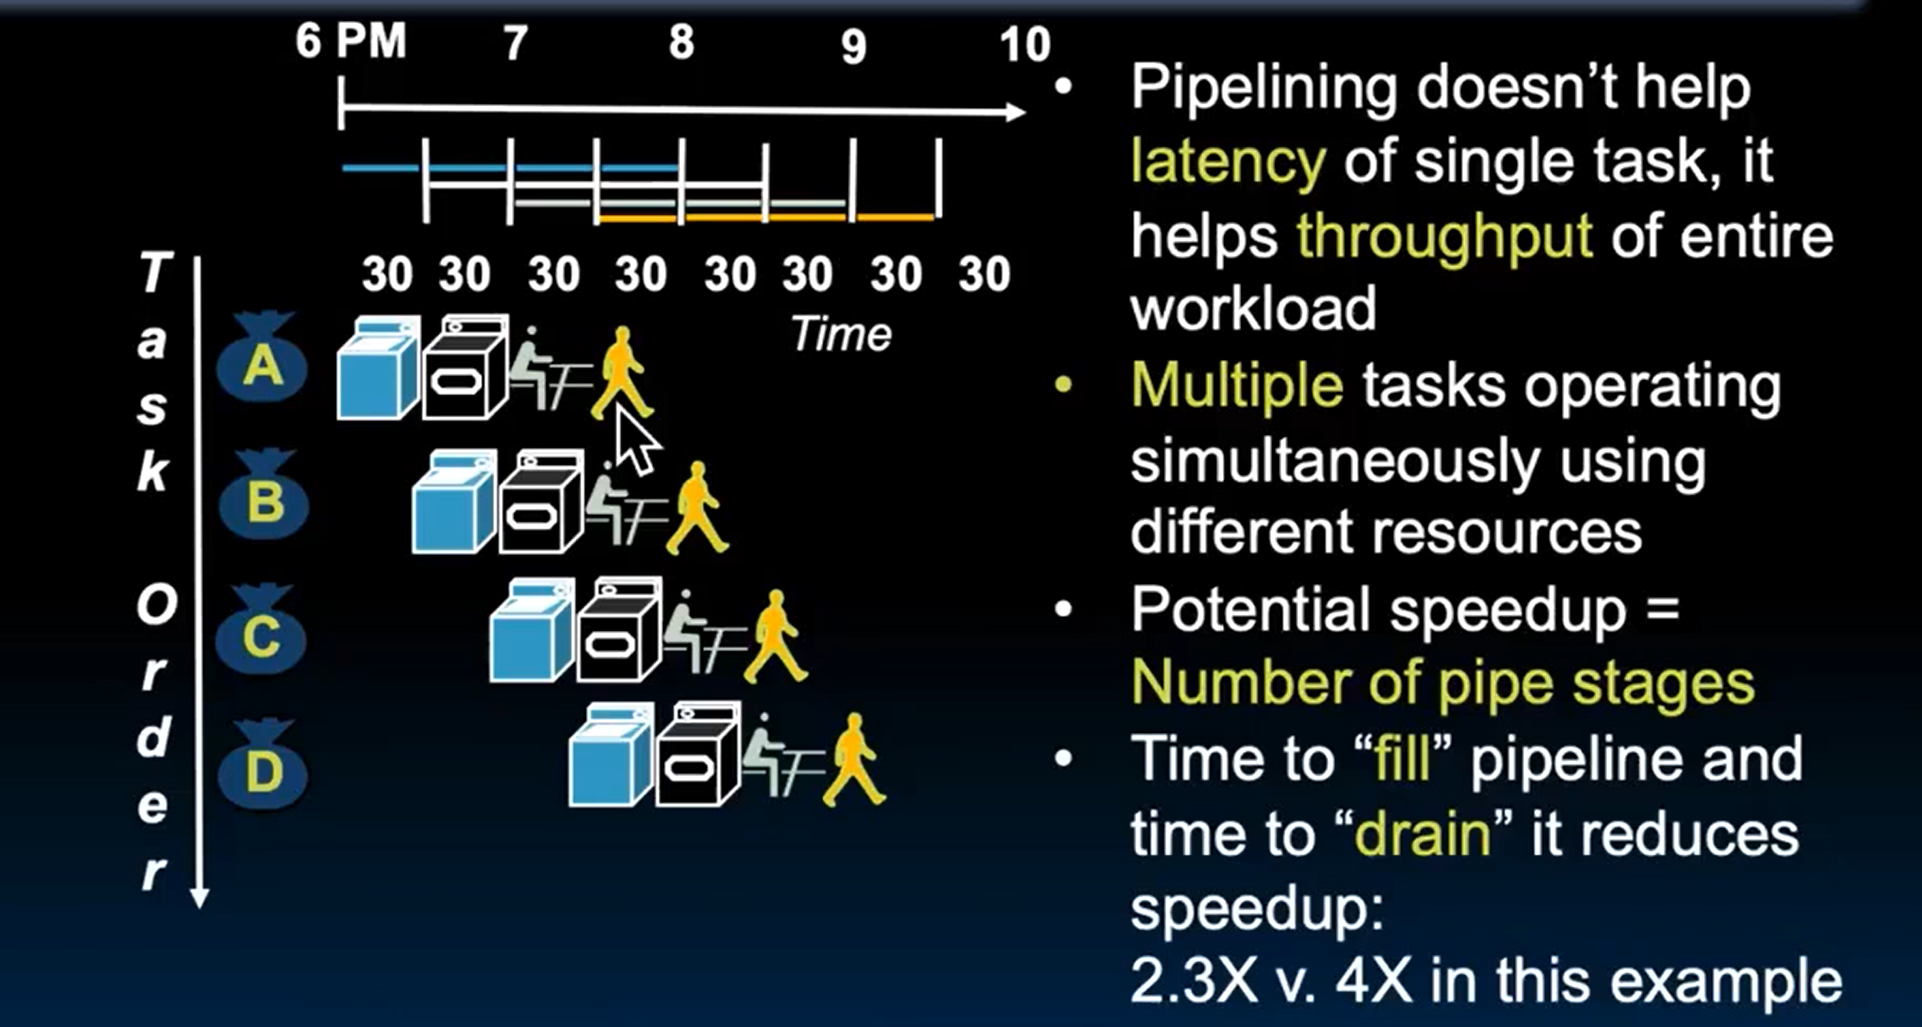 6 PM 7 8 9 10
30 30 30 30 30 30 30 30
Time
Task Order
A
B
C
D
• Pipelining doesn’t help
latency of single task, it
helps throughput of entire
workload
• Multiple tasks operating
simultaneously using
different resources
• Potential speedup =
Number of pipe stages
• Time to “fill” pipeline and
time to “drain” it reduces
speedup:
2.3X v. 4X in this example